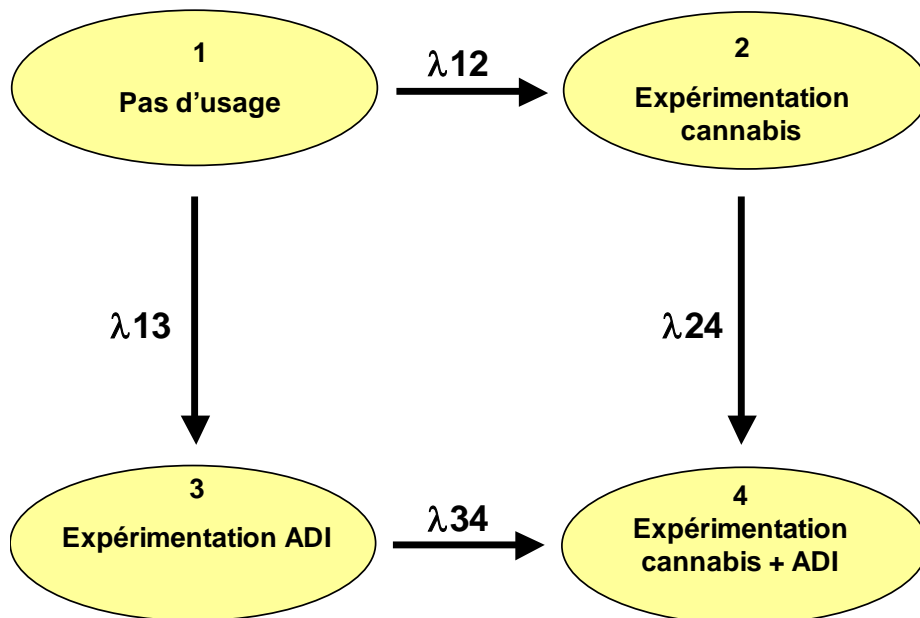 1
Pas d'usage
λ12
2
Expérimentation
cannabis
λ13
λ24
3
Expérimentation ADI
λ34
4
Expérimentation
cannabis + ADI